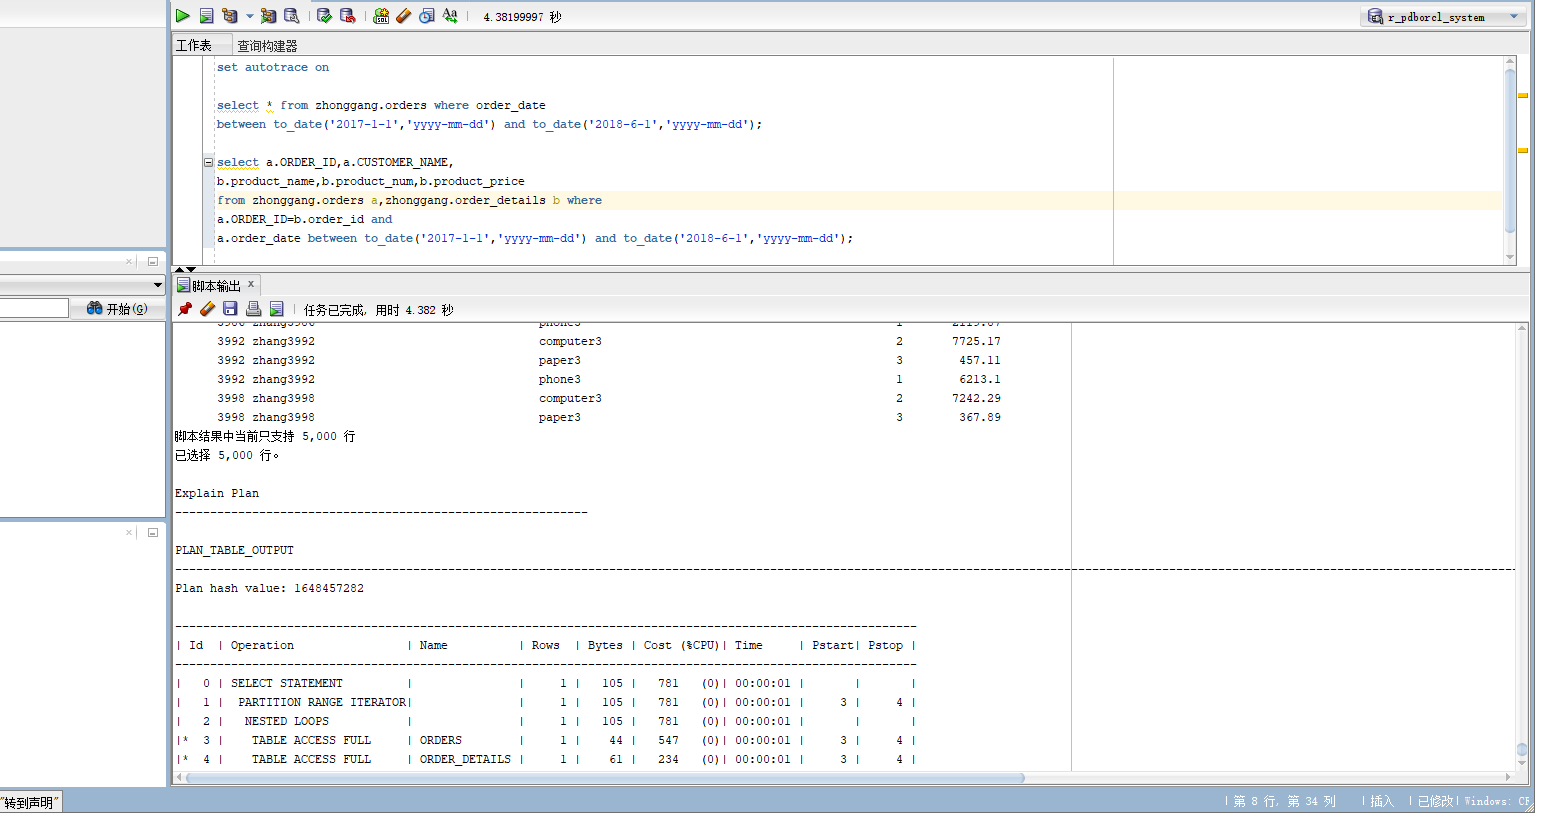 4.38199997 秒
r_pdborcl_system
工作表 查询构建器
set autotrace on
select * from zhonggang.orders where order_date
between to_date('2017-1-1','yyyy-mm-dd') and to_date('2018-6-1','yyyy-mm-dd');
select a.ORDER_ID,a.CUSTOMER_NAME,
b.product_name,b.product_num,b.product_price
from zhonggang.orders a,zhonggang.order_details b where
a.ORDER_ID=b.order_id and
a.order_date between to_date('2017-1-1','yyyy-mm-dd') and to_date('2018-6-1','yyyy-mm-dd');
脚本输出 x
开始(G)
任务已完成, 用时 4.382 秒
3992 zhang3992 computer3 2 7725.17
3992 zhang3992 paper3 3 457.11
3992 zhang3992 phone3 1 6213.1
3998 zhang3998 computer3 2 7242.29
3998 zhang3998 paper3 3 367.89
脚本结果中当前只支持 5,000 行
已选择 5,000 行。
Explain Plan
-----------------------------------------------------------
PLAN_TABLE_OUTPUT
Plan hash value: 1648457282
| Id | Operation | Name | Rows | Bytes | Cost (%CPU)| Time | Pstart| Pstop |
| 0 | SELECT STATEMENT | | 1 | 105 | 781 (0)| 00:00:01 | | |
| 1 | PARTITION RANGE ITERATOR| | 1 | 105 | 781 (0)| 00:00:01 | 3 | 4 |
| 2 | NESTED LOOPS | | 1 | 105 | 781 (0)| 00:00:01 | | |
|* 3 | TABLE ACCESS FULL | ORDERS | 1 | 44 | 547 (0)| 00:00:01 | 3 | 4 |
|* 4 | TABLE ACCESS FULL | ORDER_DETAILS | 1 | 61 | 234 (0)| 00:00:01 | 3 | 4 |
"转到声明"
| 第 8 行, 第 34 列 | 插入 | 已修改| Windows: CR